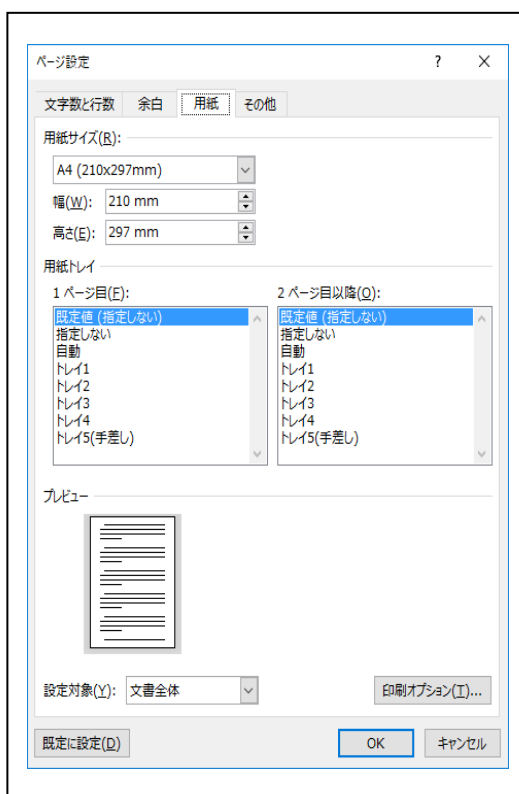 ページ設定 ? ×
文字数と行数 余白 用紙 その他
用紙サイズ(R):
A4 (210x297mm)
幅(W): 210 mm
高さ(E): 297 mm
用紙トレイ
1 ページ目(F): 2 ページ目以降(O):
既定値 (指定しない) 既定値 (指定しない)
指定しない 指定しない
自動 自動
トレイ1 トレイ1
トレイ2 トレイ2
トレイ3 トレイ3
トレイ4 トレイ4
トレイ5(手差し) トレイ5(手差し)
プレビュー
設定対象(Y): 文書全体 印刷オプション(T)...
既定に設定(D) OK キャンセル